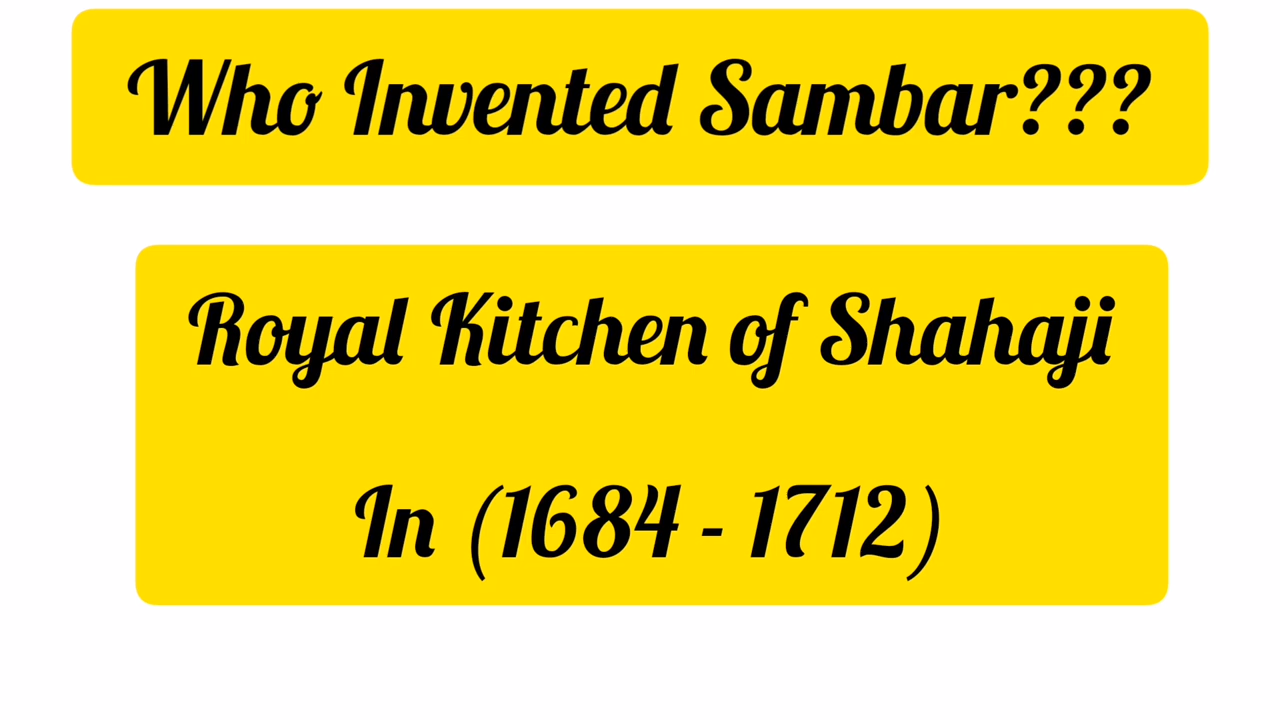 Who Invented Sambar???
Royal Kitchen of Shahaji
In (1684 - 1712)